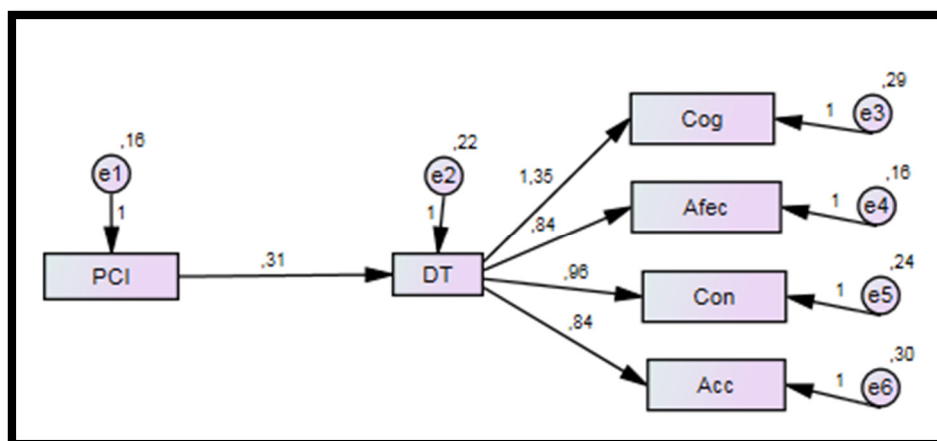 ,16
e1
1
PCI
,31
,22
e2
1
DT
1,35
,84
,96
,84
Cog
1
,29
e3
Afec
1
,16
e4
Con
1
,24
e5
Acc
1
,30
e6